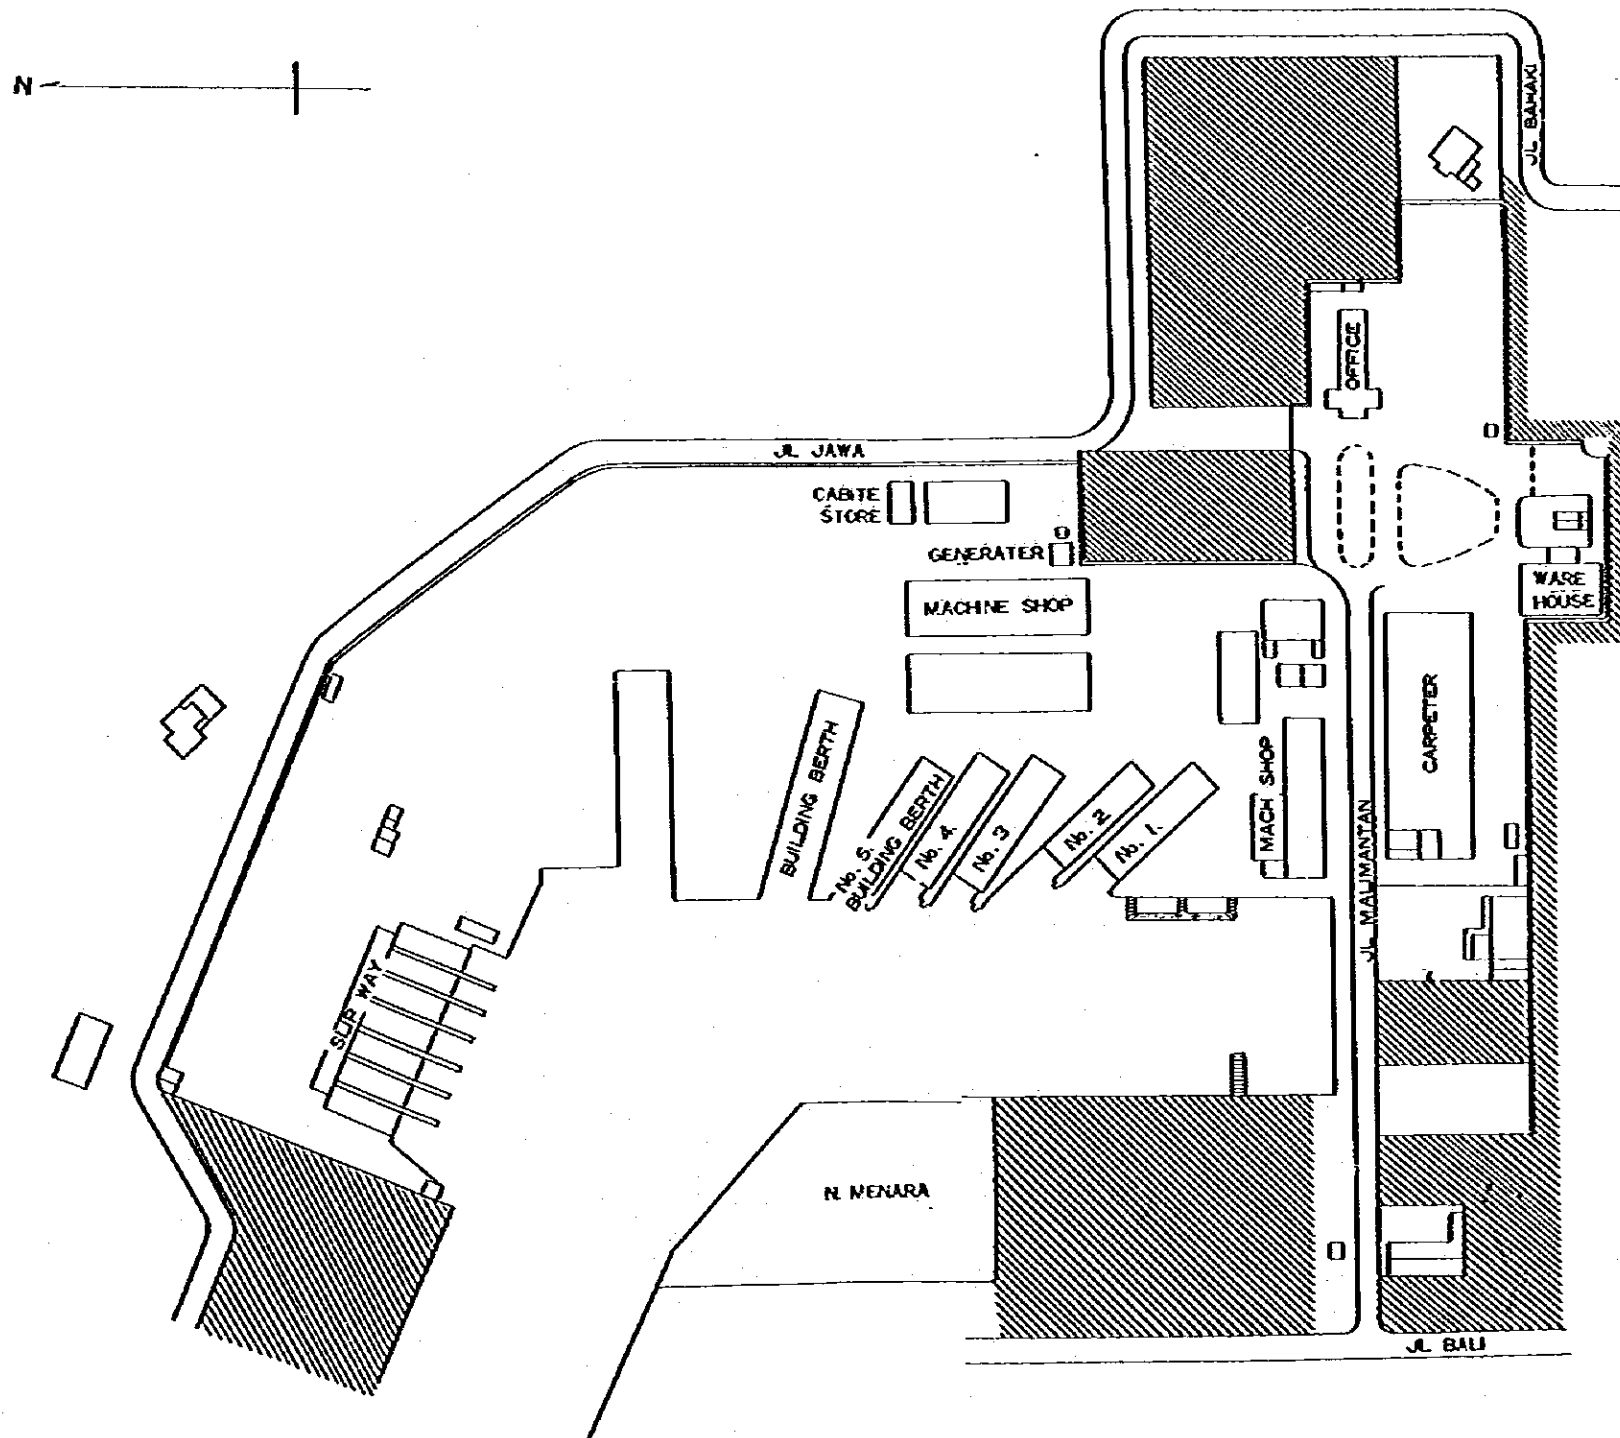 N
JL BAHAKI
OFFICE
JL JAWA
CABITE
STORE
GENERATER
MACHINE SHOP
WARE
HOUSE
CARPETER
MACH SHOP
BUILDING BERTH
No. 5.
BUILDING BERTH
No. 4.
No. 3
No. 2
No. 1.
JL MALIMANTAN
SLIP WAY
N. MENARA
JL BALI